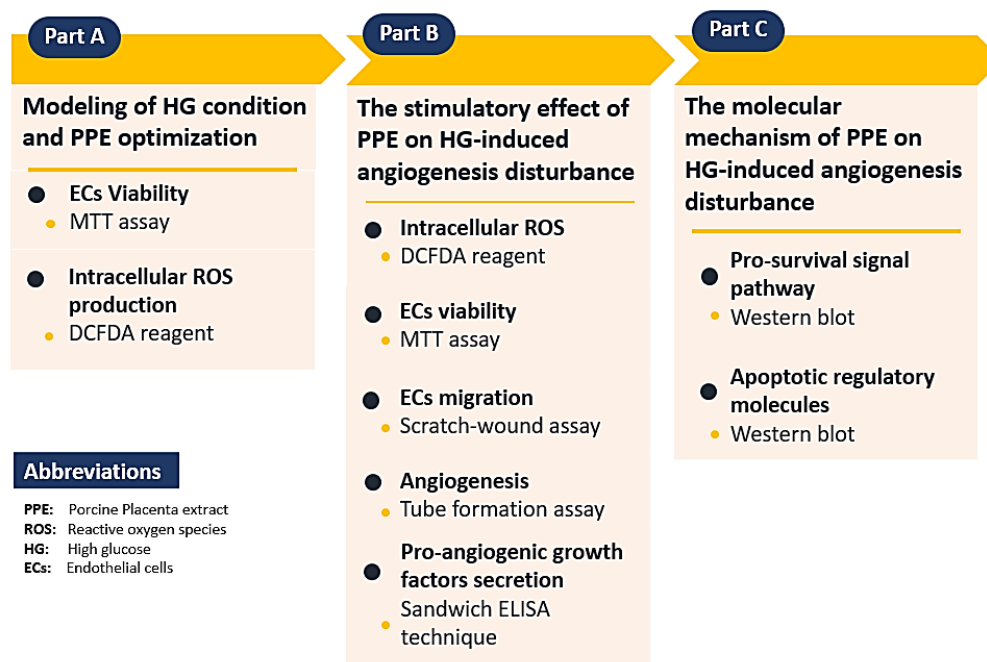 Part A
Modeling of HG condition
and PPE optimization
ECs Viability
MTT assay
Intracellular ROS
production
DCFDA reagent
Part B
The stimulatory effect of
PPE on HG-induced
angiogenesis disturbance
Intracellular ROS
DCFDA reagent
ECs viability
MTT assay
ECs migration
Scratch-wound assay
Angiogenesis
Tube formation assay
Pro-angiogenic growth
factors secretion
Sandwich ELISA
technique
Part C
The molecular
mechanism of PPE on
HG-induced angiogenesis
disturbance
Pro-survival signal
pathway
Western blot
Apoptotic regulatory
molecules
Western blot
Abbreviations
PPE: Porcine Placenta extract
ROS: Reactive oxygen species
HG: High glucose
ECs: Endothelial cells